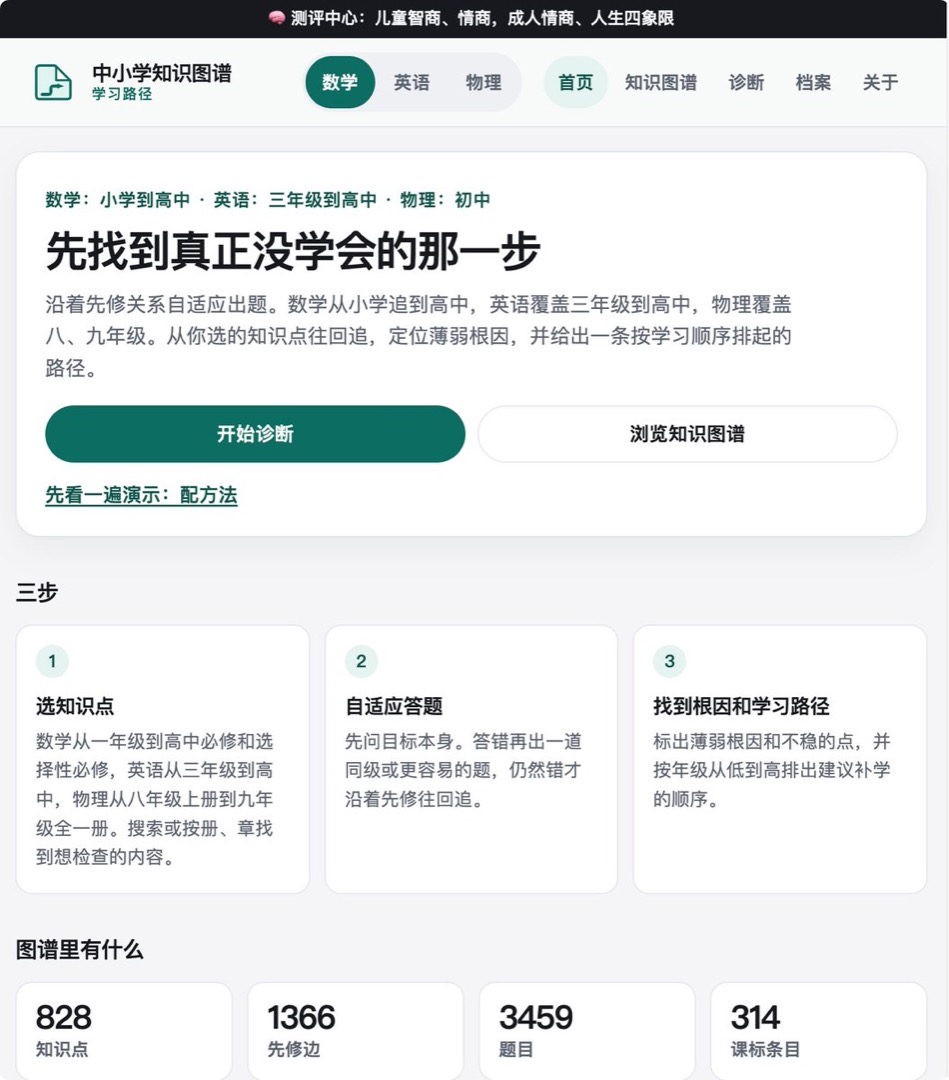 🧠 测评中心：儿童智商、情商，成人情商、人生四象限
中小学知识图谱
学习路径
数学 英语 物理 首页 知识图谱 诊断 档案 关于
数学：小学到高中 · 英语：三年级到高中 · 物理：初中
先找到真正没学会的那一步
沿着先修关系自适应出题。数学从小学追到高中，英语覆盖三年级到高中，物理覆盖
八、九年级。从你选的知识点往回追，定位薄弱根因，并给出一条按学习顺序排起的
路径。
开始诊断 浏览知识图谱
先看一遍演示：配方法
三步
1
选知识点
数学从一年级到高中必修和选
择性必修，英语从三年级到高
中，物理从八年级上册到九年
级全一册。搜索或按册、章找
到想检查的内容。
2
自适应答题
先问目标本身。答错再出一道
同级或更容易的题，仍然错才
沿着先修往回追。
3
找到根因和学习路径
标出薄弱根因和不稳的点，并
按年级从低到高排出建议补学
的顺序。
图谱里有什么
828
知识点
1366
先修边
3459
题目
314
课标条目